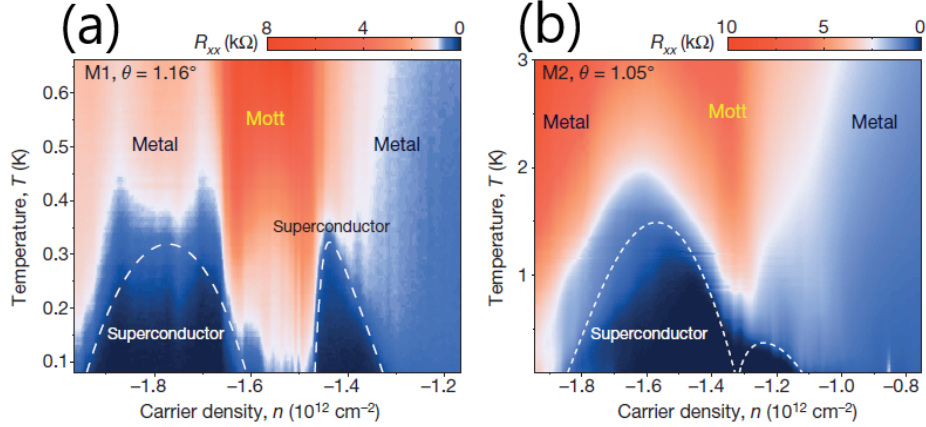 (a)
8 4 0
Rxx (kΩ)
M1, θ = 1.16°
Mott
Metal
Metal
Superconductor
Superconductor
0.6
0.5
0.4
0.3
0.2
0.1
Temperature, T (K)
−1.8 −1.6 −1.4 −1.2
Carrier density, n (10¹² cm⁻²)
(b)
10 5 0
Rxx (kΩ)
M2, θ = 1.05°
Metal
Mott
Metal
Superconductor
3
2
1
Temperature, T (K)
−1.8 −1.6 −1.4 −1.2 −1.0 −0.8
Carrier density, n (10¹² cm⁻²)